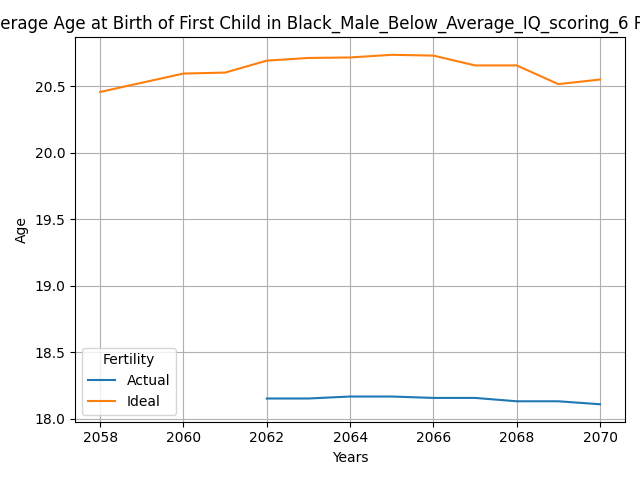 erage Age at Birth of First Child in Black_Male_Below_Average_IQ_scoring_6
20.5
20.0
19.5
19.0
18.5
18.0
Age
Fertility
Actual
Ideal
2058 2060 2062 2064 2066 2068 2070
Years